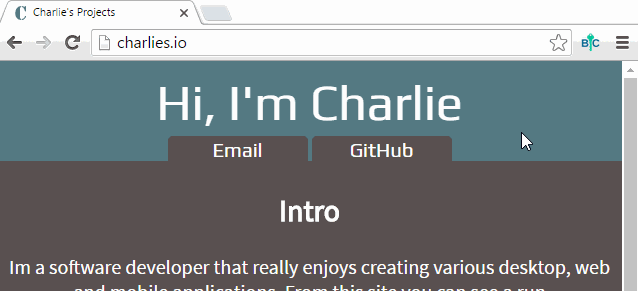 Charlie's Projects
charlies.io
B C
Hi, I'm Charlie
Email GitHub
Intro
Im a software developer that really enjoys creating various desktop, web
and mobile applications. From this site you can see a run